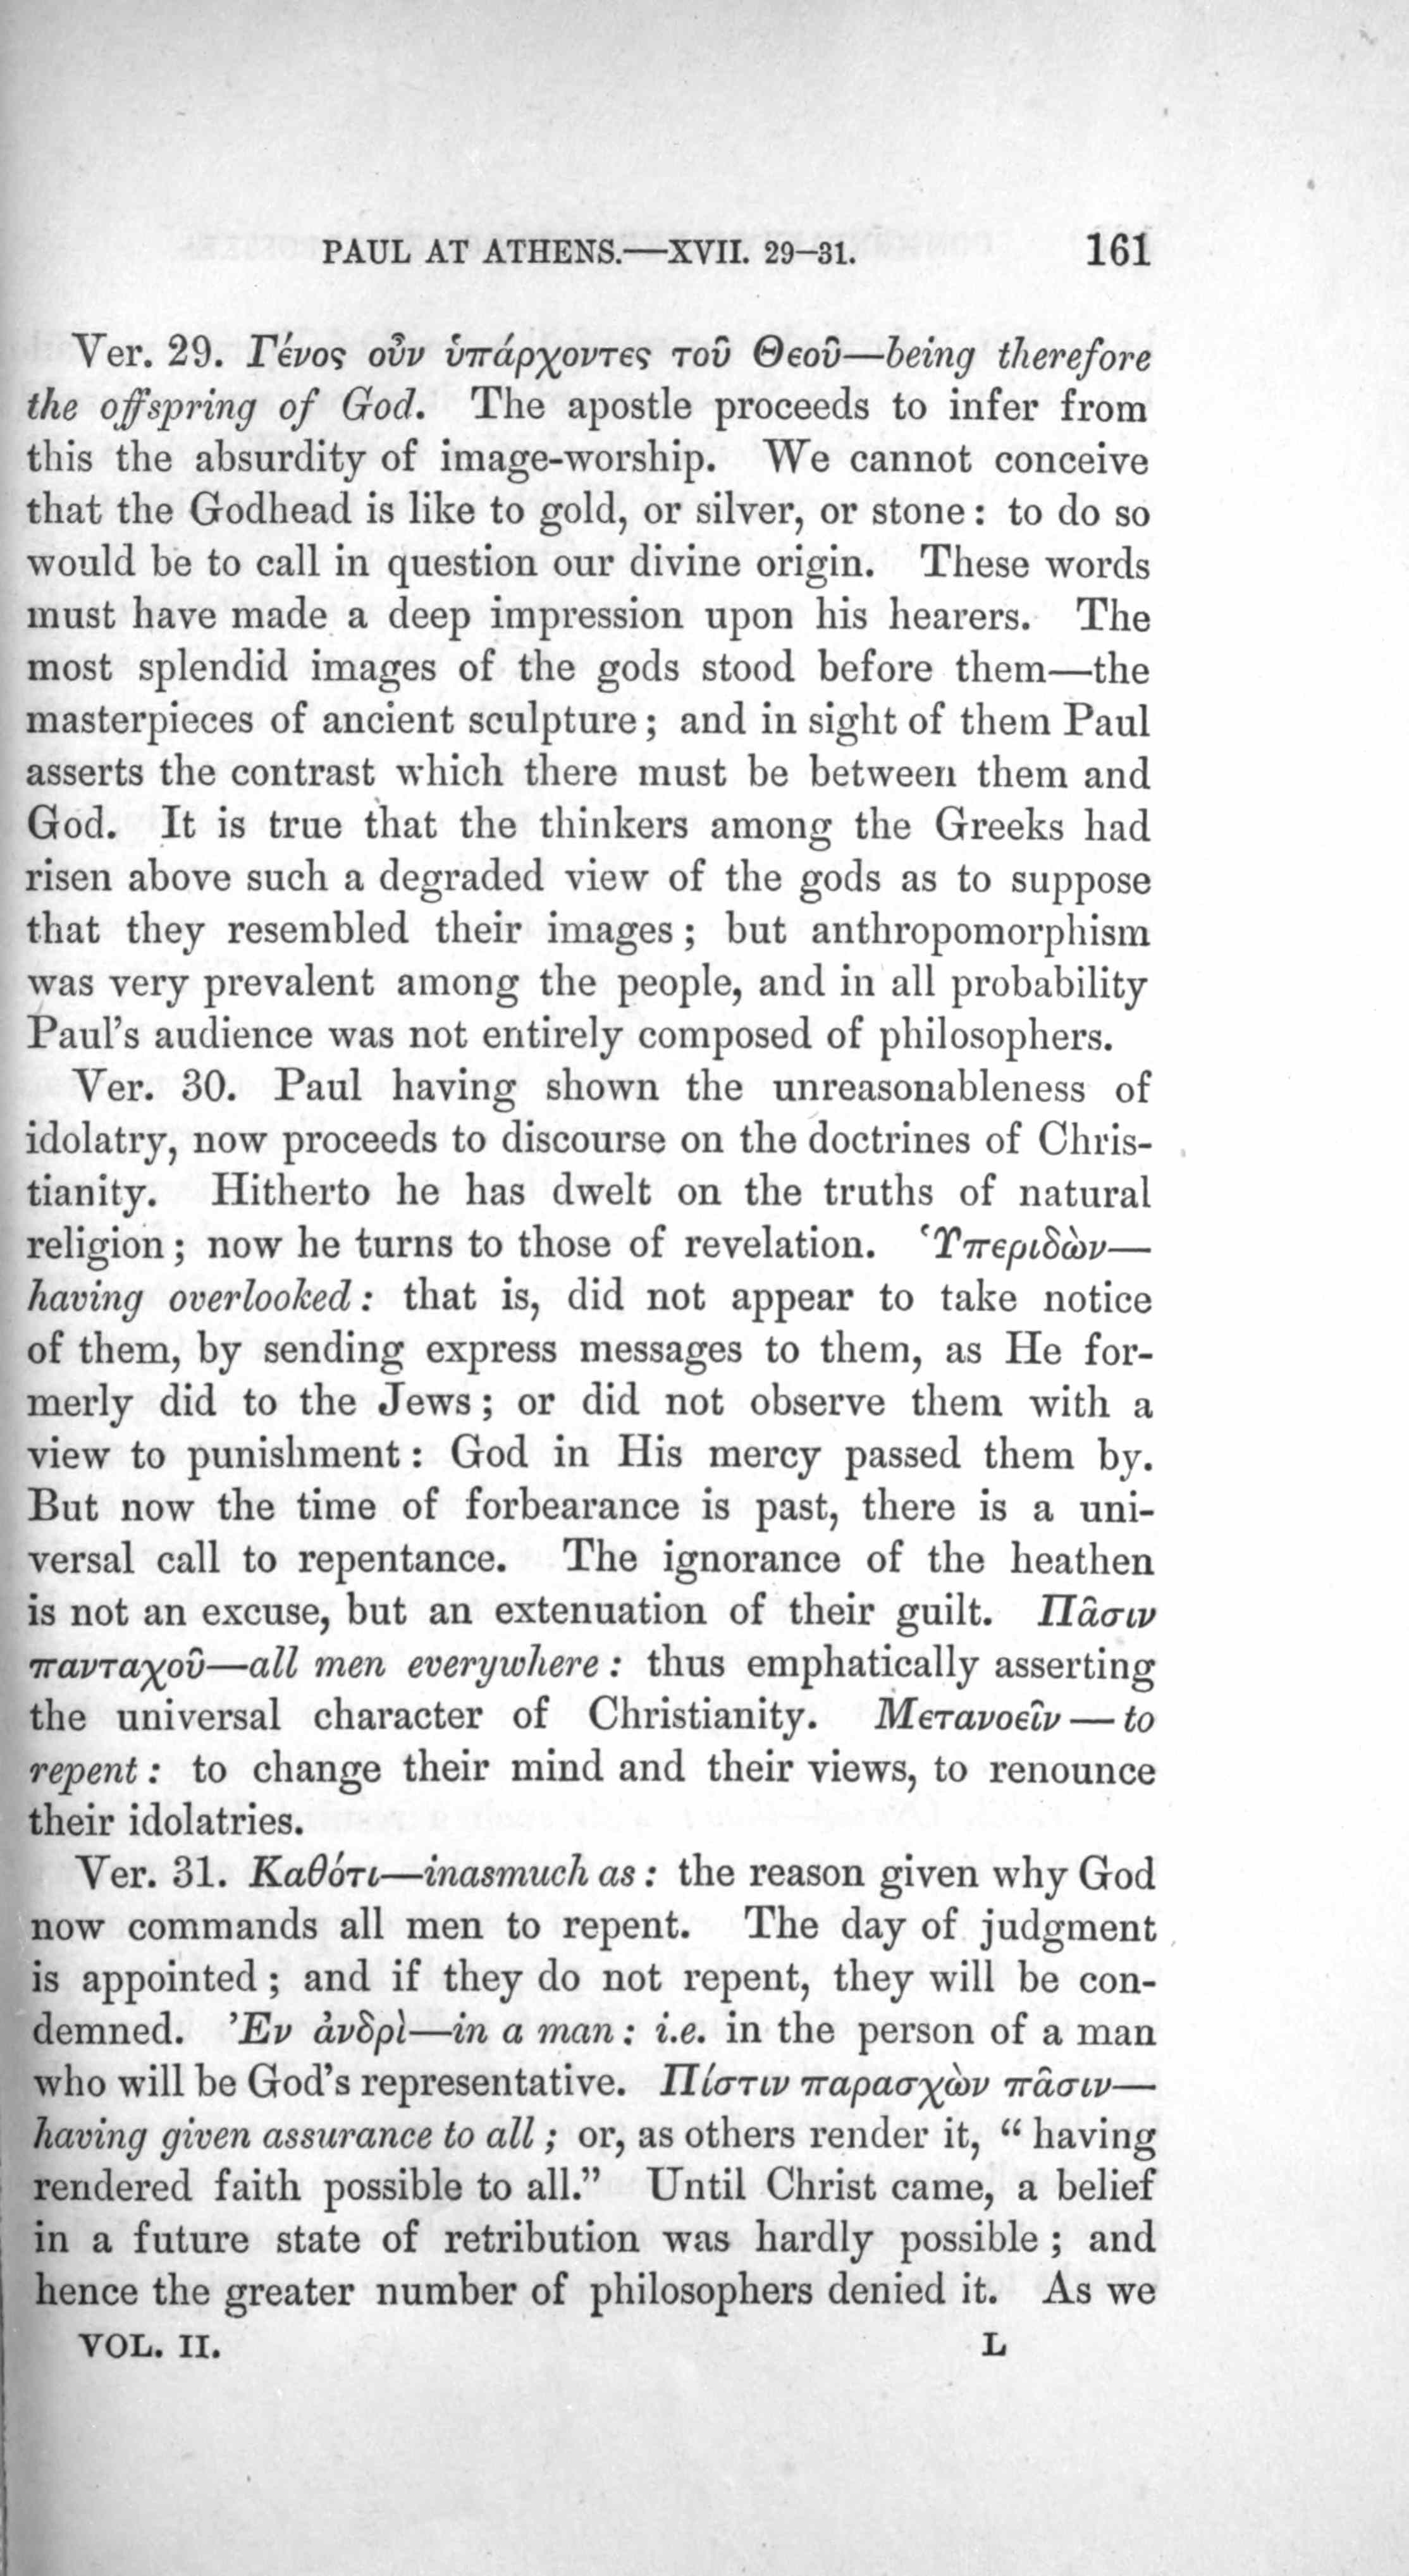 PAUL AT ATHENS.—XVII. 29–31. 161
Ver. 29. Γένος οὖν ὑπάρχοντες τοῦ Θεοῦ—being therefore
the offspring of God. The apostle proceeds to infer from
this the absurdity of image-worship. We cannot conceive
that the Godhead is like to gold, or silver, or stone: to do so
would be to call in question our divine origin. These words
must have made a deep impression upon his hearers. The
most splendid images of the gods stood before them—the
masterpieces of ancient sculpture; and in sight of them Paul
asserts the contrast which there must be between them and
God. It is true that the thinkers among the Greeks had
risen above such a degraded view of the gods as to suppose
that they resembled their images; but anthropomorphism
was very prevalent among the people, and in all probability
Paul's audience was not entirely composed of philosophers.
Ver. 30. Paul having shown the unreasonableness of
idolatry, now proceeds to discourse on the doctrines of Chris-
tianity. Hitherto he has dwelt on the truths of natural
religion; now he turns to those of revelation. Ὑπεριδὼν—
having overlooked: that is, did not appear to take notice
of them, by sending express messages to them, as He for-
merly did to the Jews; or did not observe them with a
view to punishment: God in His mercy passed them by.
But now the time of forbearance is past, there is a uni-
versal call to repentance. The ignorance of the heathen
is not an excuse, but an extenuation of their guilt. Πᾶσιν
πανταχοῦ—all men everywhere: thus emphatically asserting
the universal character of Christianity. Μετανοεῖν—to
repent: to change their mind and their views, to renounce
their idolatries.
Ver. 31. Καθότι—inasmuch as: the reason given why God
now commands all men to repent. The day of judgment
is appointed; and if they do not repent, they will be con-
demned. Ἐν ἀνδρὶ—in a man: i.e. in the person of a man
who will be God's representative. Πίστιν παρασχὼν πᾶσιν—
having given assurance to all; or, as others render it, "having
rendered faith possible to all." Until Christ came, a belief
in a future state of retribution was hardly possible; and
hence the greater number of philosophers denied it. As we
VOL. II. L